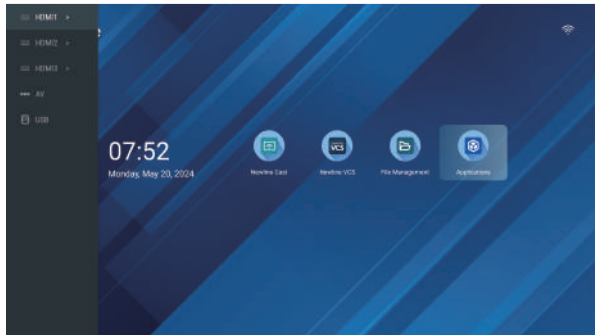 HDMI1 >
HDMI2 >
HDMI3 >
AV
USB
e
07:52
Monday, May 20, 2024
Newline Cast
Newline VCS
File Management
Applications
VCS